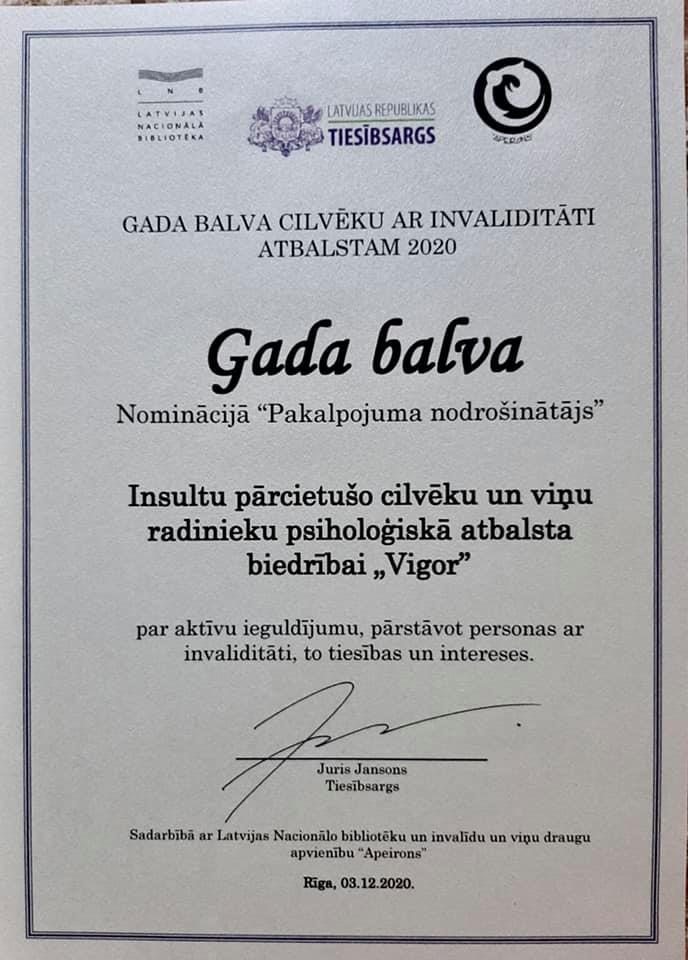 L N B
LATVIJAS
NACIONĀLĀ
BIBLIOTĒKA
LATVIJAS REPUBLIKAS
TIESĪBSARGS
APEIRONS
GADA BALVA CILVĒKU AR INVALIDITĀTI
ATBALSTAM 2020
Gada balva
Nominācijā “Pakalpojuma nodrošinātājs”
Insultu pārcietušo cilvēku un viņu
radinieku psiholoģiskā atbalsta
biedrībai „Vigor”
par aktīvu ieguldījumu, pārstāvot personas ar
invaliditāti, to tiesības un intereses.
Juris Jansons
Tiesībsargs
Sadarbībā ar Latvijas Nacionālo bibliotēku un invalīdu un viņu draugu
apvienību “Apeirons”
Rīga, 03.12.2020.